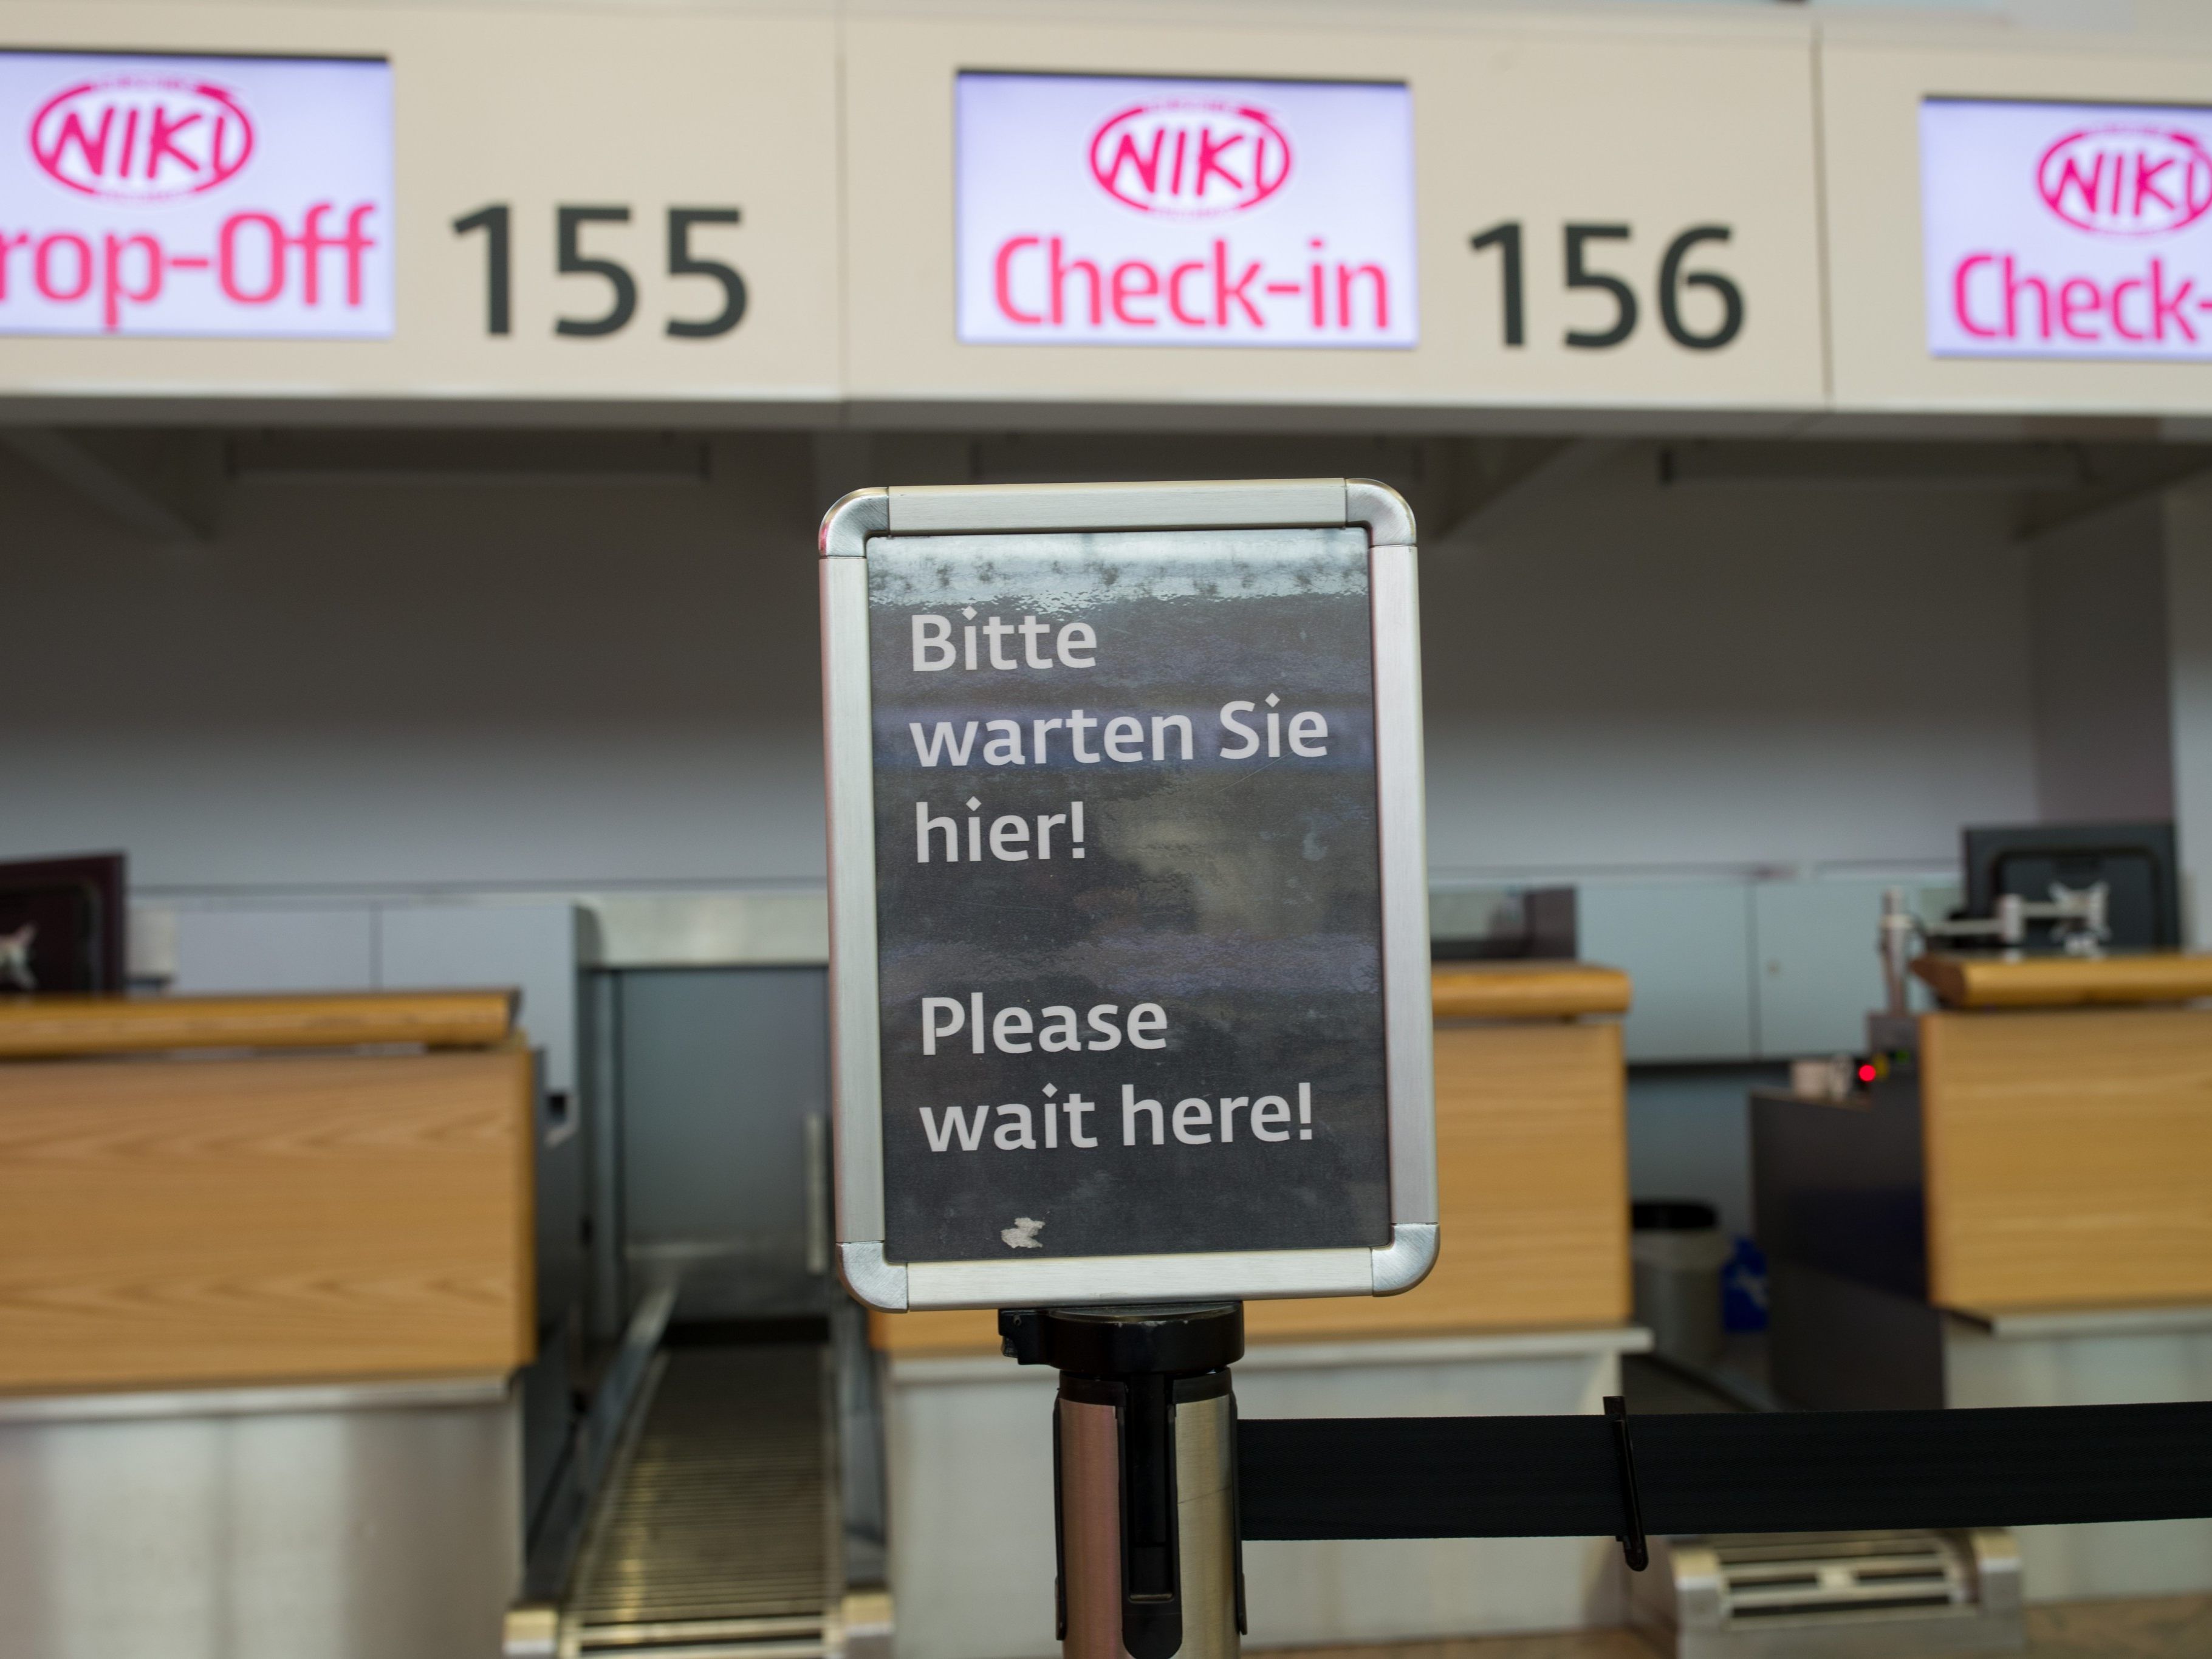 NIKI
rop-Off
155
NIKI
Check-in
156
NIKI
Check-
Bitte
warten Sie
hier!
Please
wait here!